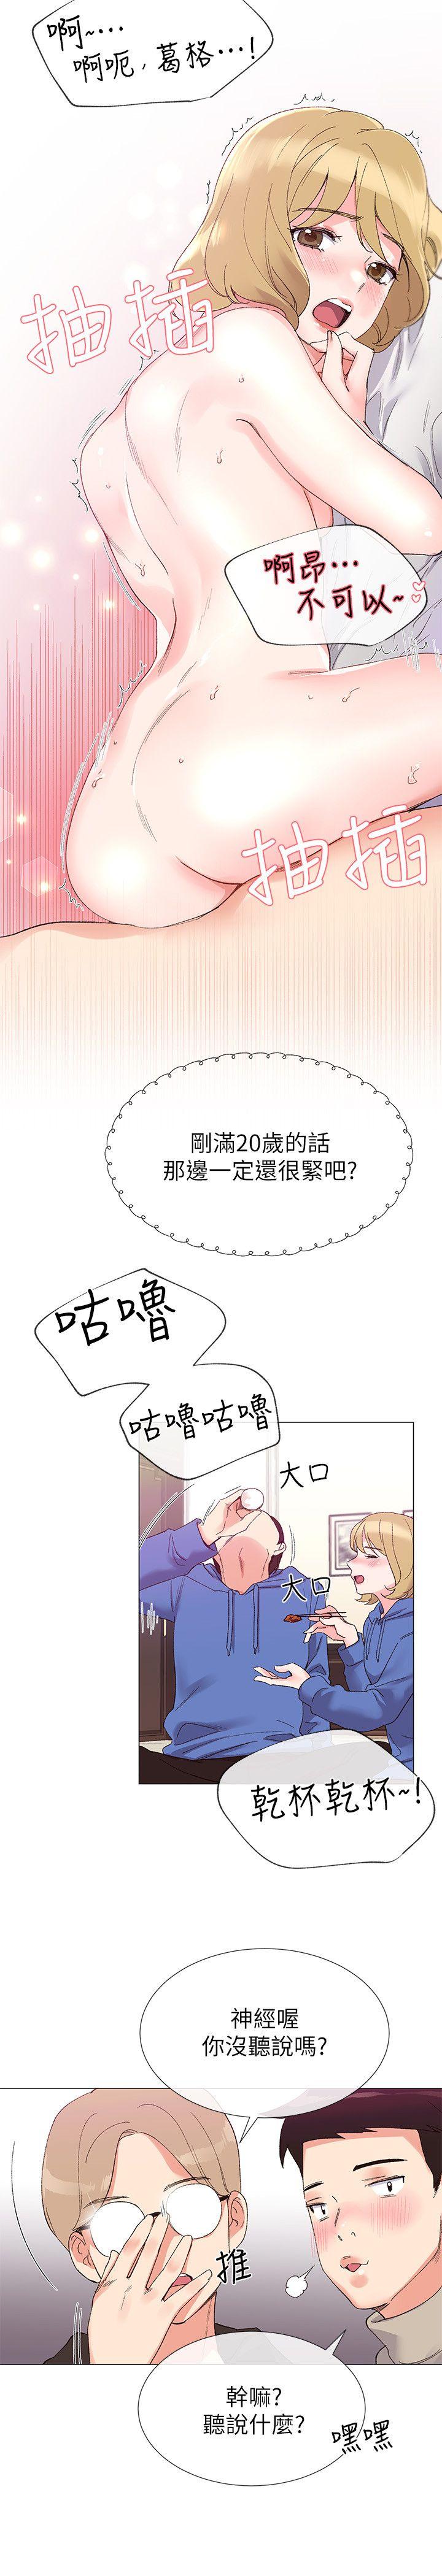 啊~⋯
啊呃，葛格⋯!
抽插
啊昂⋯
不可以~
抽插
剛滿20歲的話
那邊一定還很緊吧?
咕嚕
咕嚕咕嚕
大口
大口
乾杯乾杯~!
神經喔
你沒聽說嗎?
推
幹嘛?
聽說什麼?
嘿嘿